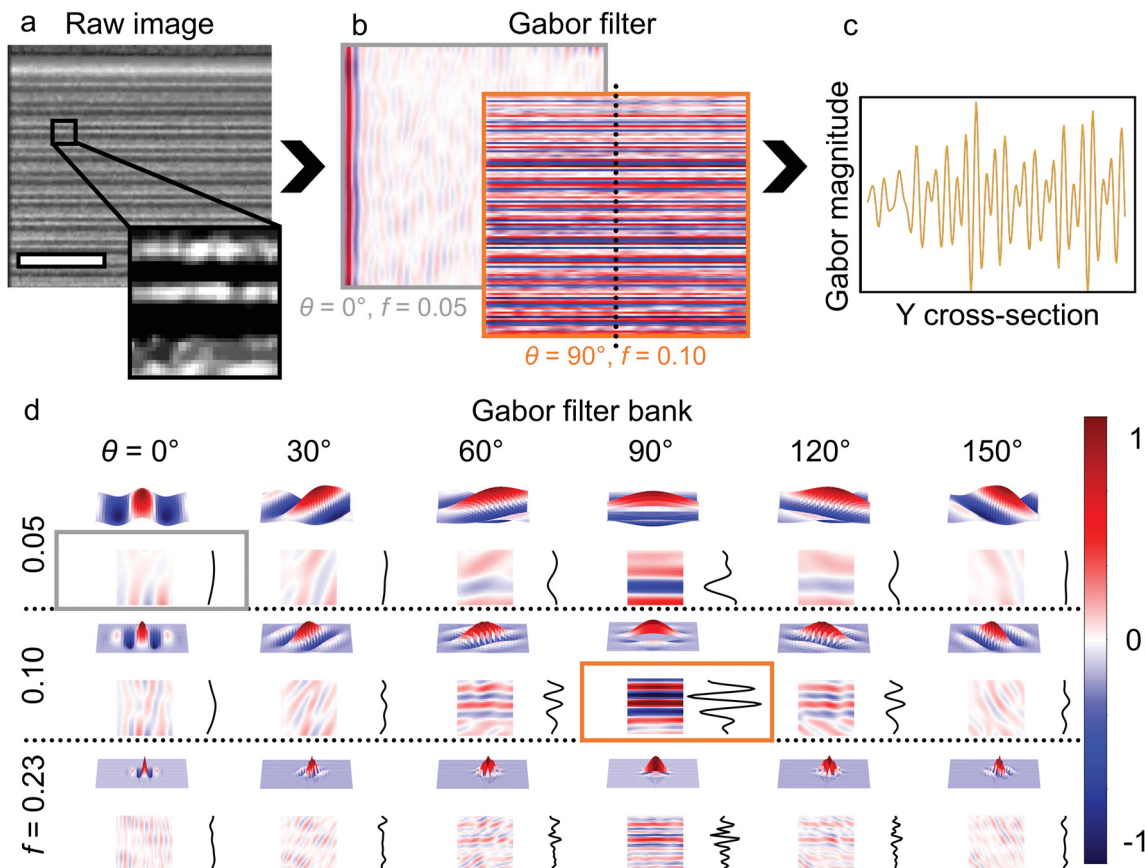 a Raw image
b Gabor filter
c
θ = 0°, f = 0.05
θ = 90°, f = 0.10
Gabor magnitude
Y cross-section
d Gabor filter bank
θ = 0° 30° 60° 90° 120° 150°
0.05
0.10
f = 0.23
1
0
-1